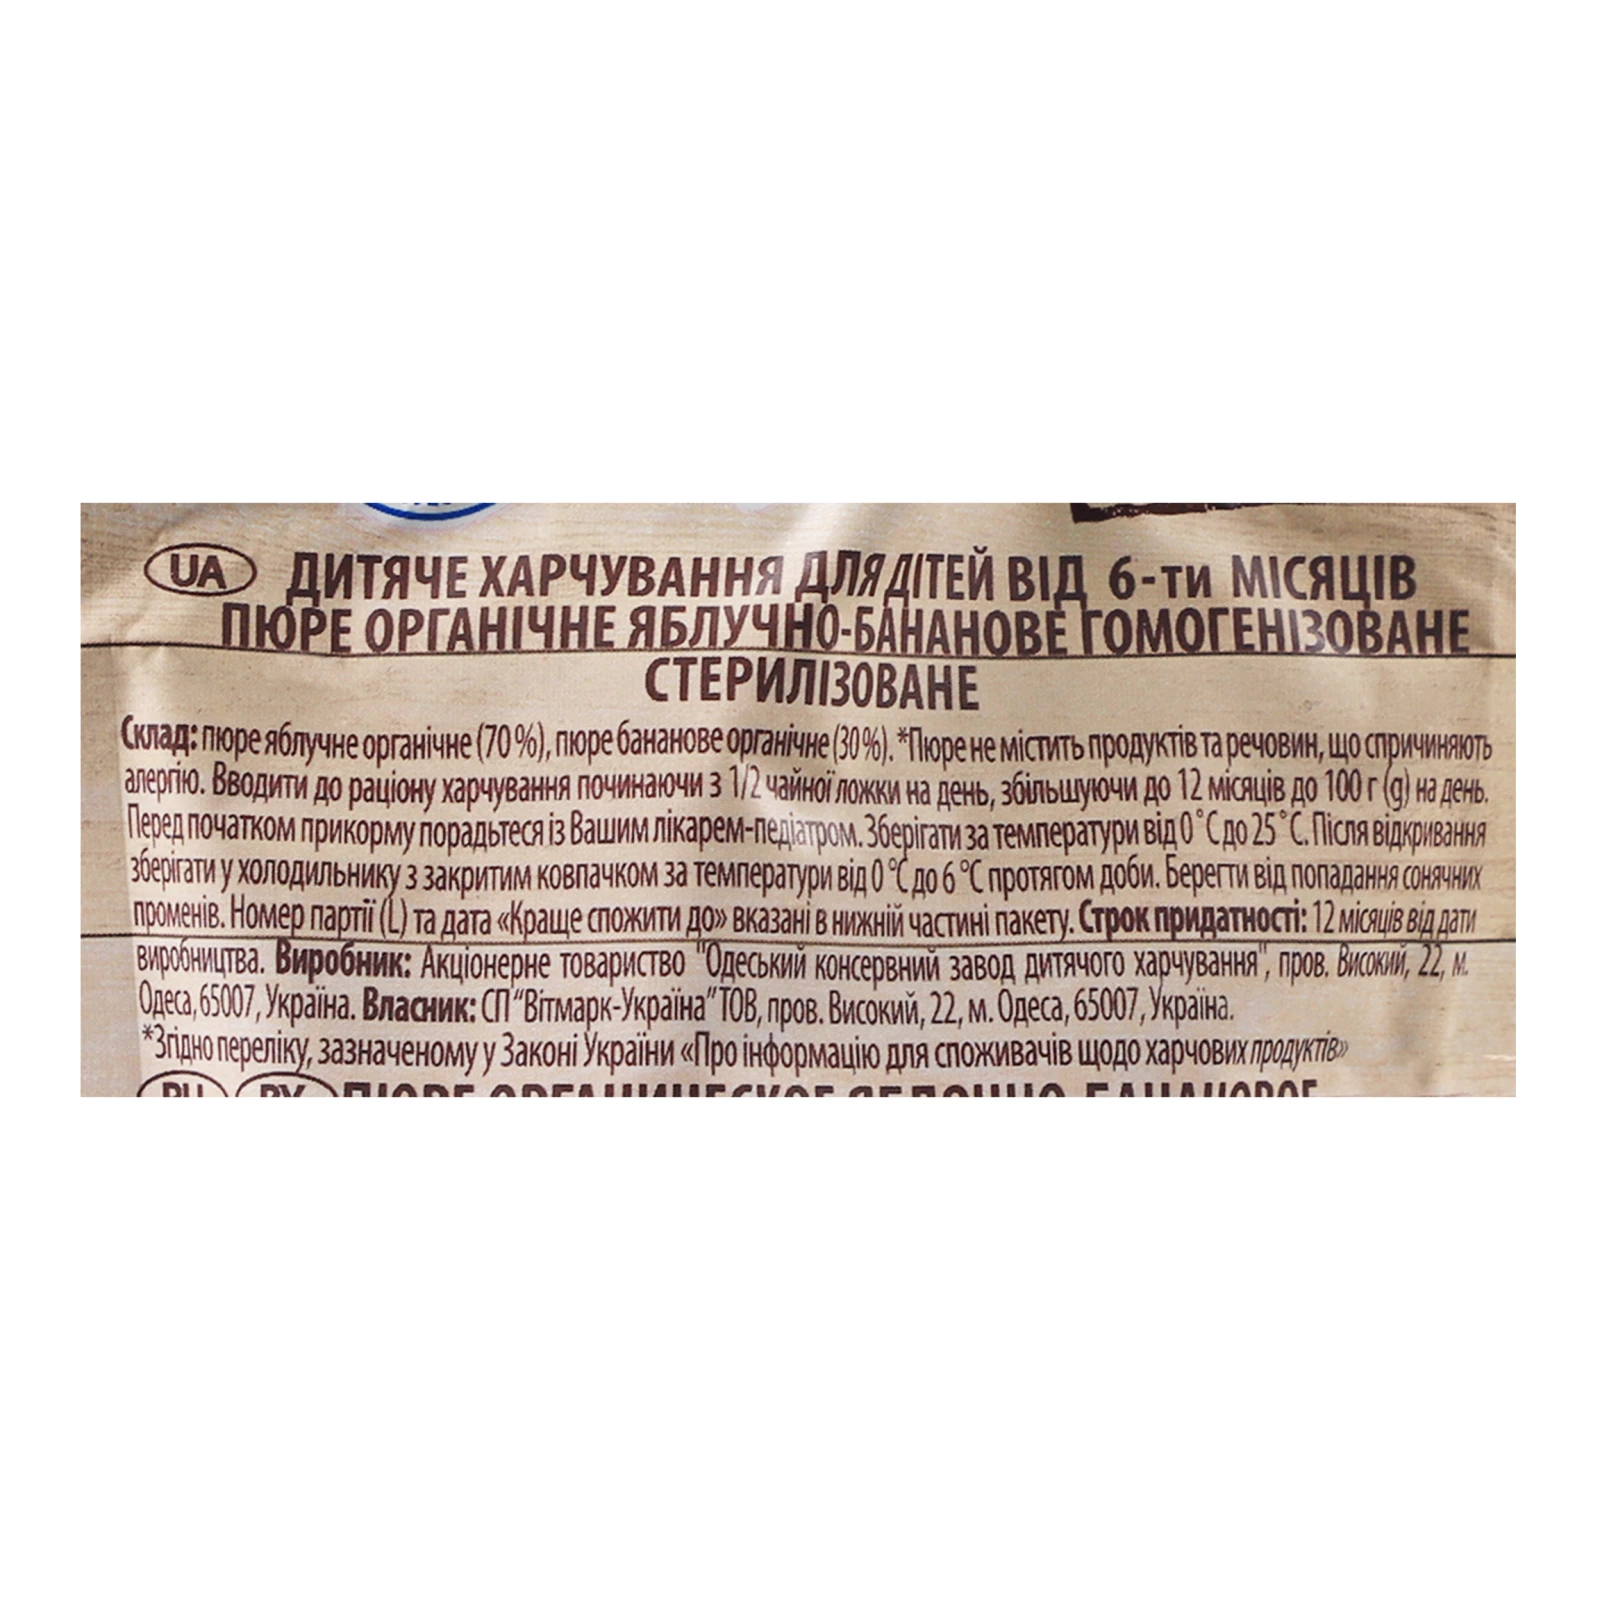 UA ДИТЯЧЕ ХАРЧУВАННЯ ДЛЯ ДІТЕЙ ВІД 6-ти МІСЯЦІВ
ПЮРЕ ОРГАНІЧНЕ ЯБЛУЧНО-БАНАНОВЕ ГОМОГЕНІЗОВАНЕ
СТЕРИЛІЗОВАНЕ
Склад: пюре яблучне органічне (70 %), пюре бананове органічне (30 %). *Пюре не містить продуктів та речовин, що спричиняють
алергію. Вводити до раціону харчування починаючи з 1/2 чайної ложки на день, збільшуючи до 12 місяців до 100 г (g) на день.
Перед початком прикорму порадьтеся із Вашим лікарем-педіатром. Зберігати за температури від 0 °С до 25 °С. Після відкривання
зберігати у холодильнику з закритим ковпачком за температури від 0 °С до 6 °С протягом доби. Берегти від попадання сонячних
променів. Номер партії (L) та дата «Краще спожити до» вказані в нижній частині пакету. Строк придатності: 12 місяців від дати
виробництва. Виробник: Акціонерне товариство "Одеський консервний завод дитячого харчування", пров. Високий, 22, м.
Одеса, 65007, Україна. Власник: СП "Вітмарк-Україна" ТОВ, пров. Високий, 22, м. Одеса, 65007, Україна.
*Згідно переліку, зазначеному у Законі України «Про інформацію для споживачів щодо харчових продуктів»
RU BY ПЮРЕ ОРГАНИЧЕСКОЕ ЯБЛОЧНО-БАНАНОВОЕ